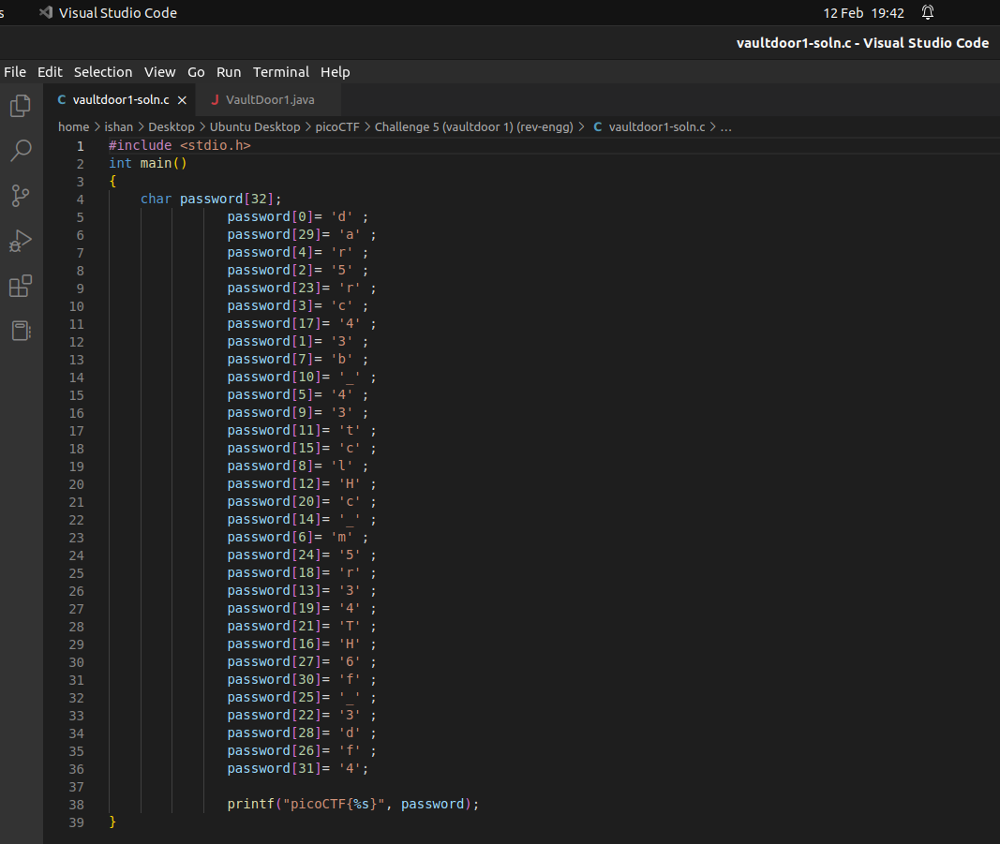 s Visual Studio Code 12 Feb 19:42
vaultdoor1-soln.c - Visual Studio Code
File Edit Selection View Go Run Terminal Help
C vaultdoor1-soln.c × J VaultDoor1.java
home > ishan > Desktop > Ubuntu Desktop > picoCTF > Challenge 5 (vaultdoor 1) (rev-engg) > C vaultdoor1-soln.c > ...
1 #include <stdio.h>
2 int main()
3 {
4 char password[32];
5 password[0]= 'd' ;
6 password[29]= 'a' ;
7 password[4]= 'r' ;
8 password[2]= '5' ;
9 password[23]= 'r' ;
10 password[3]= 'c' ;
11 password[17]= '4' ;
12 password[1]= '3' ;
13 password[7]= 'b' ;
14 password[10]= '_' ;
15 password[5]= '4' ;
16 password[9]= '3' ;
17 password[11]= 't' ;
18 password[15]= 'c' ;
19 password[8]= 'l' ;
20 password[12]= 'H' ;
21 password[20]= 'c' ;
22 password[14]= '_' ;
23 password[6]= 'm' ;
24 password[24]= '5' ;
25 password[18]= 'r' ;
26 password[13]= '3' ;
27 password[19]= '4' ;
28 password[21]= 'T' ;
29 password[16]= 'H' ;
30 password[27]= '6' ;
31 password[30]= 'f' ;
32 password[25]= '_' ;
33 password[22]= '3' ;
34 password[28]= 'd' ;
35 password[26]= 'f' ;
36 password[31]= '4';
37
38 printf("picoCTF{%s}", password);
39 }